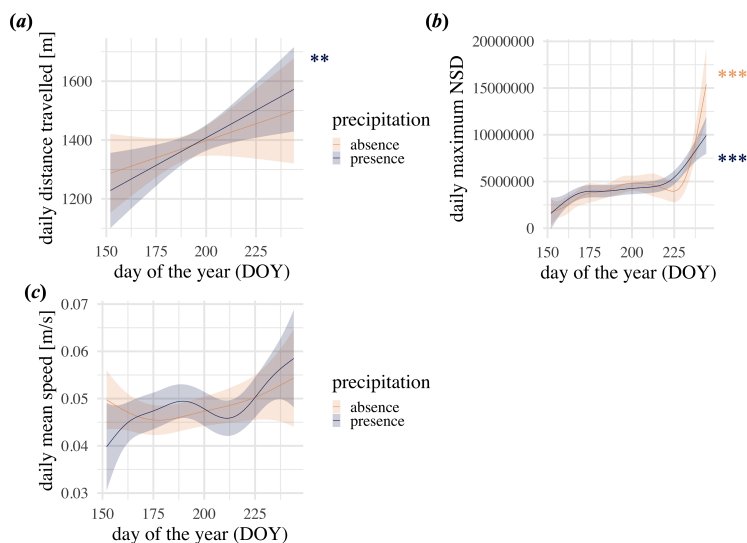 (a)
daily distance travelled [m]
1600
1400
1200
150 175 200 225
day of the year (DOY)
**
precipitation
absence
presence
(b)
daily maximum NSD
20000000
15000000
10000000
5000000
0
150 175 200 225
day of the year (DOY)
***
***
(c)
daily mean speed [m/s]
0.07
0.06
0.05
0.04
0.03
150 175 200 225
day of the year (DOY)
precipitation
absence
presence